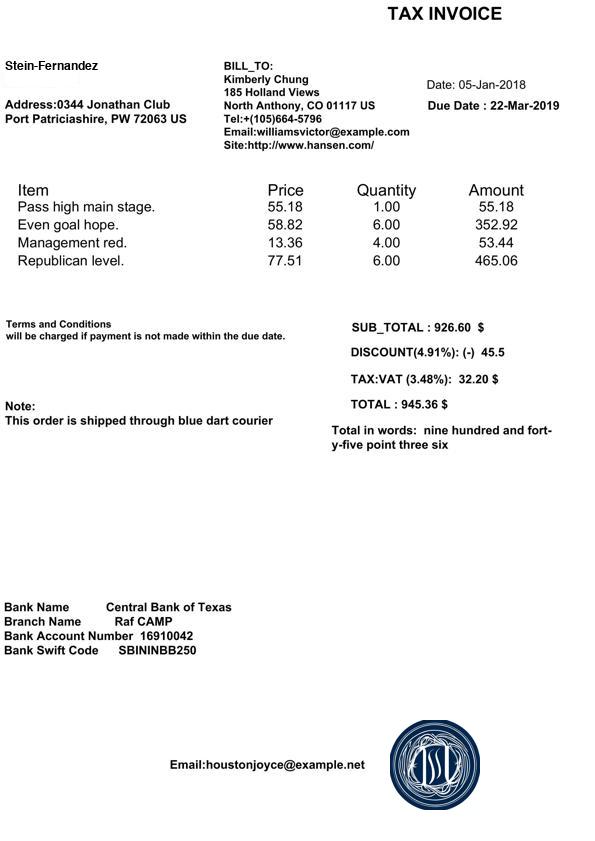 TAX INVOICE
Stein-Fernandez
Address:0344 Jonathan Club
Port Patriciashire, PW 72063 US
BILL_TO:
Kimberly Chung
185 Holland Views
North Anthony, CO 01117 US
Tel:+(105)664-5796
Email:williamsvictor@example.com
Site:http://www.hansen.com/
Date: 05-Jan-2018
Due Date : 22-Mar-2019
Item Price Quantity Amount
Pass high main stage. 55.18 1.00 55.18
Even goal hope. 58.82 6.00 352.92
Management red. 13.36 4.00 53.44
Republican level. 77.51 6.00 465.06
Terms and Conditions
will be charged if payment is not made within the due date.
SUB_TOTAL : 926.60 $
DISCOUNT(4.91%): (-) 45.5
TAX:VAT (3.48%): 32.20 $
TOTAL : 945.36 $
Note:
This order is shipped through blue dart courier
Total in words: nine hundred and fort-
y-five point three six
Bank Name Central Bank of Texas
Branch Name Raf CAMP
Bank Account Number 16910042
Bank Swift Code SBININBB250
Email:houstonjoyce@example.net